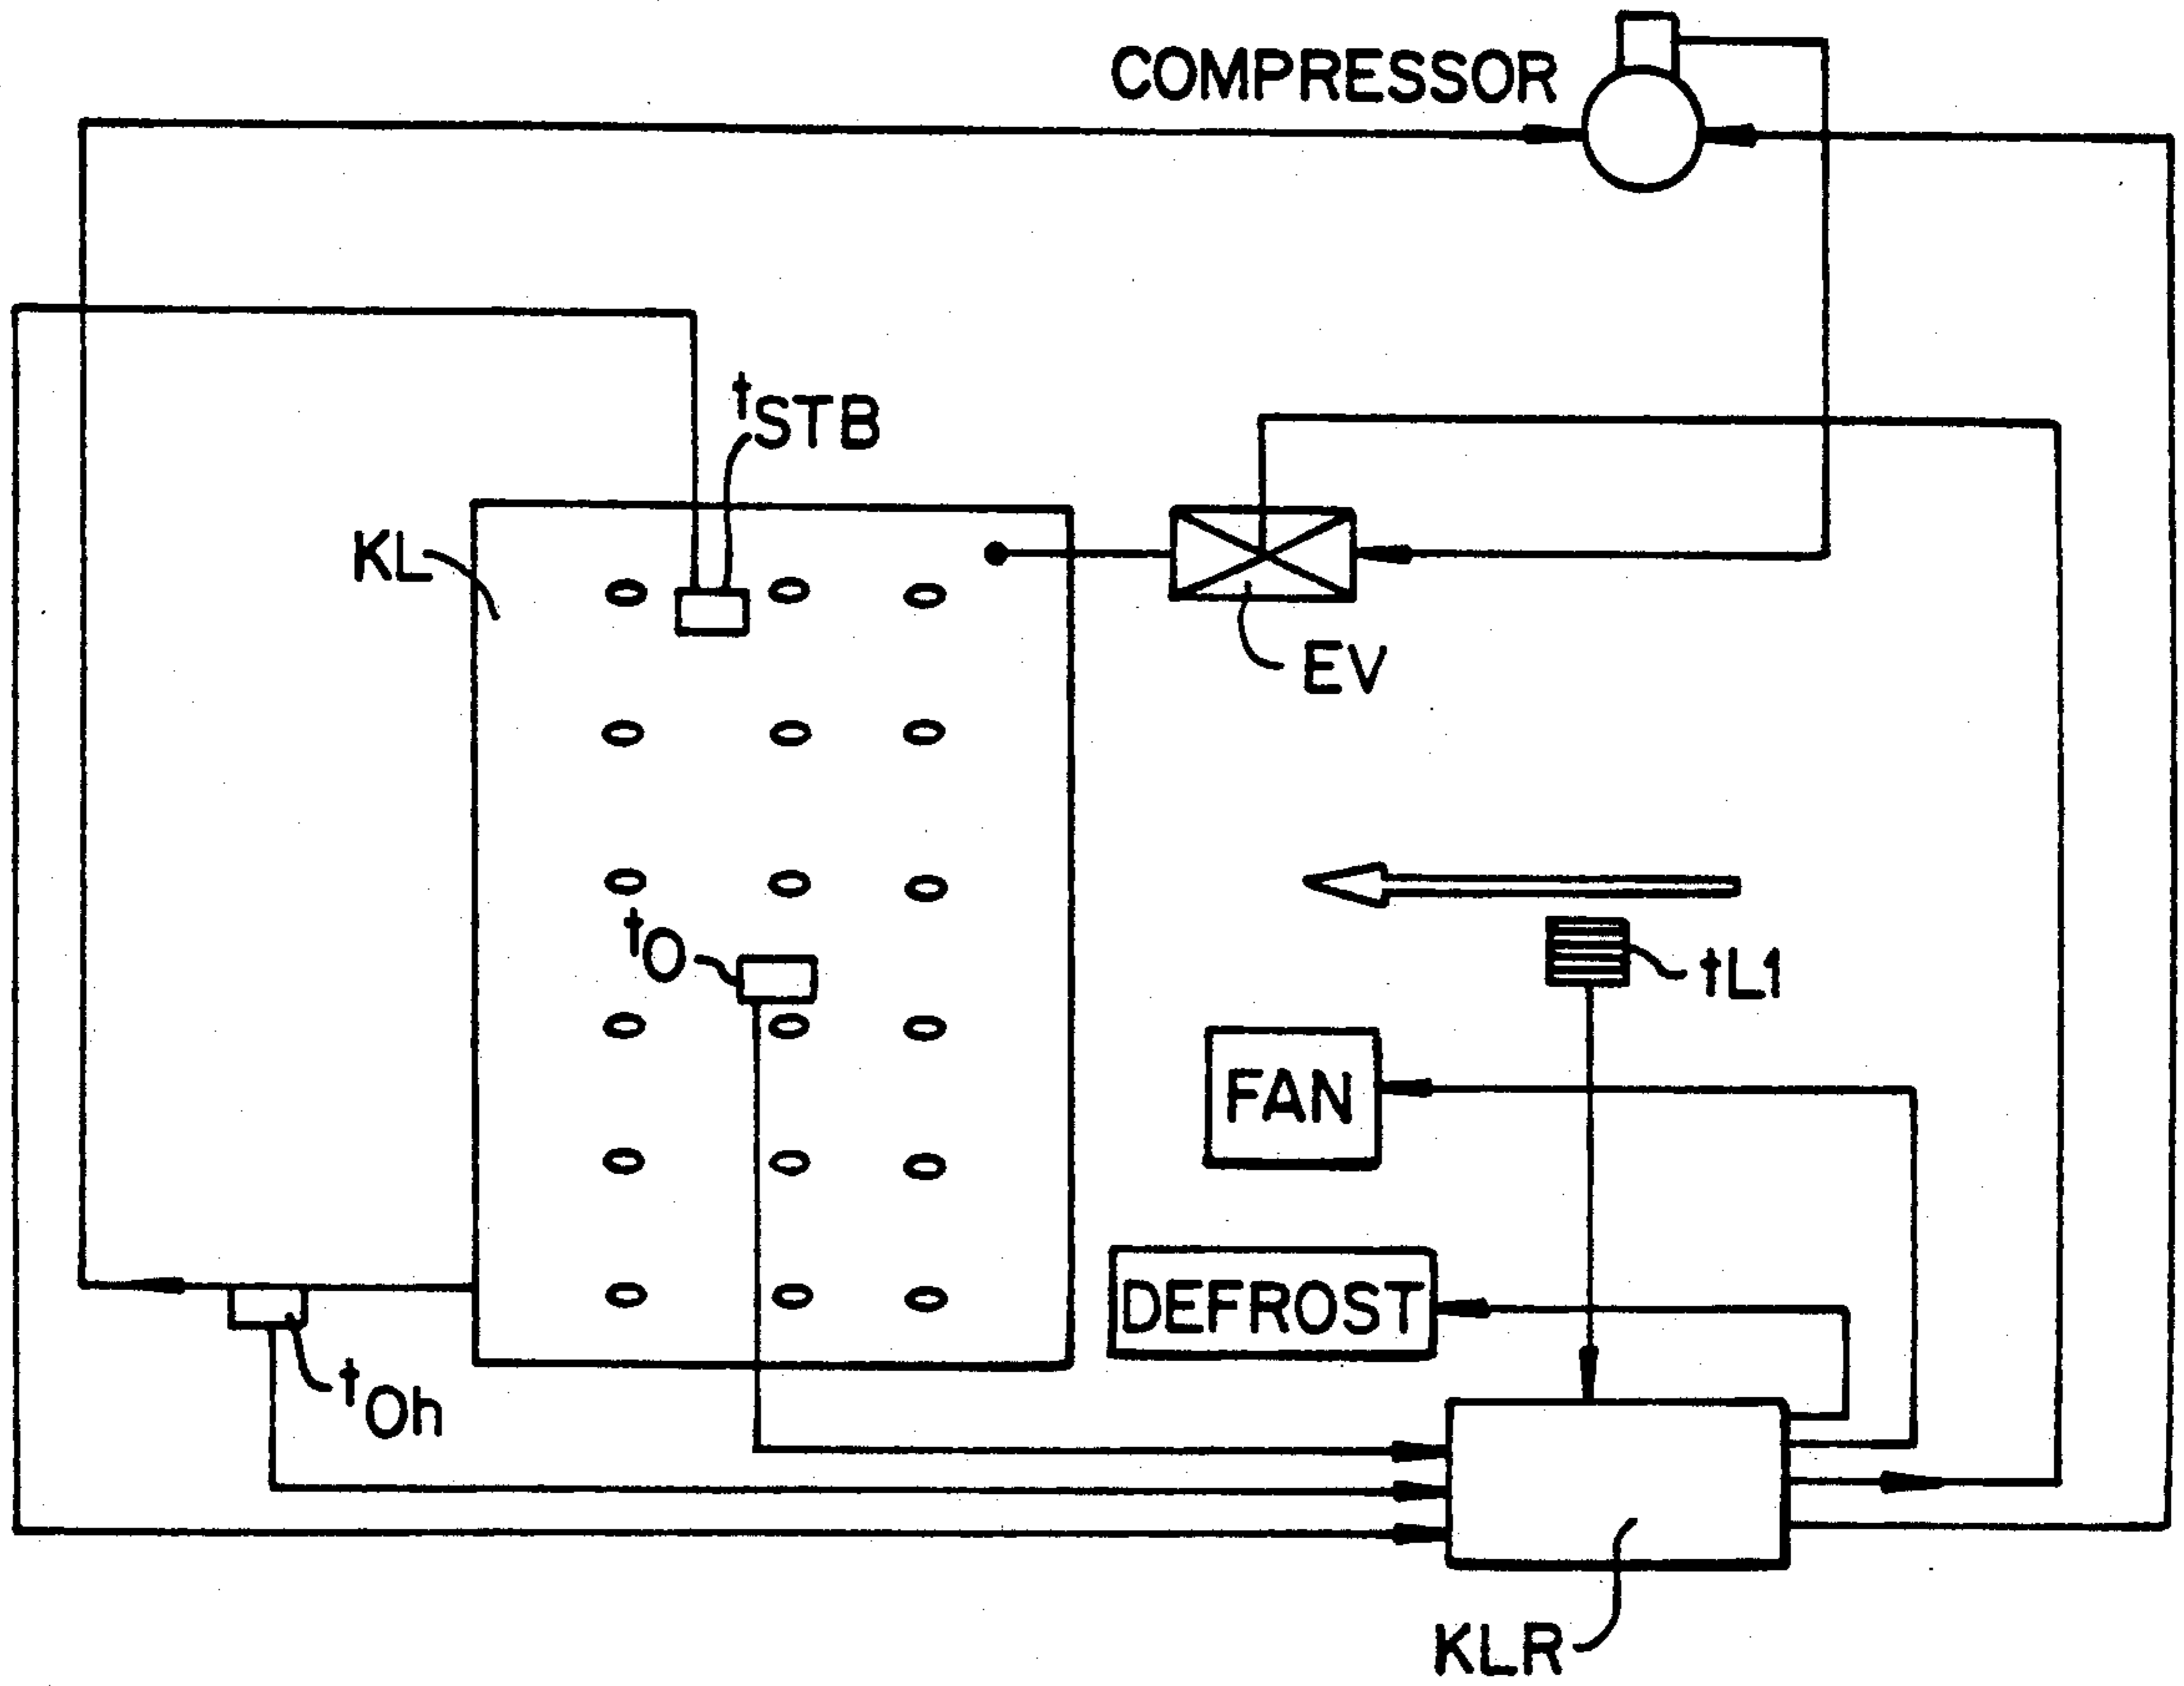 COMPRESSOR
tSTB
KL
EV
tO
tL1
FAN
DEFROST
tOh
KLR